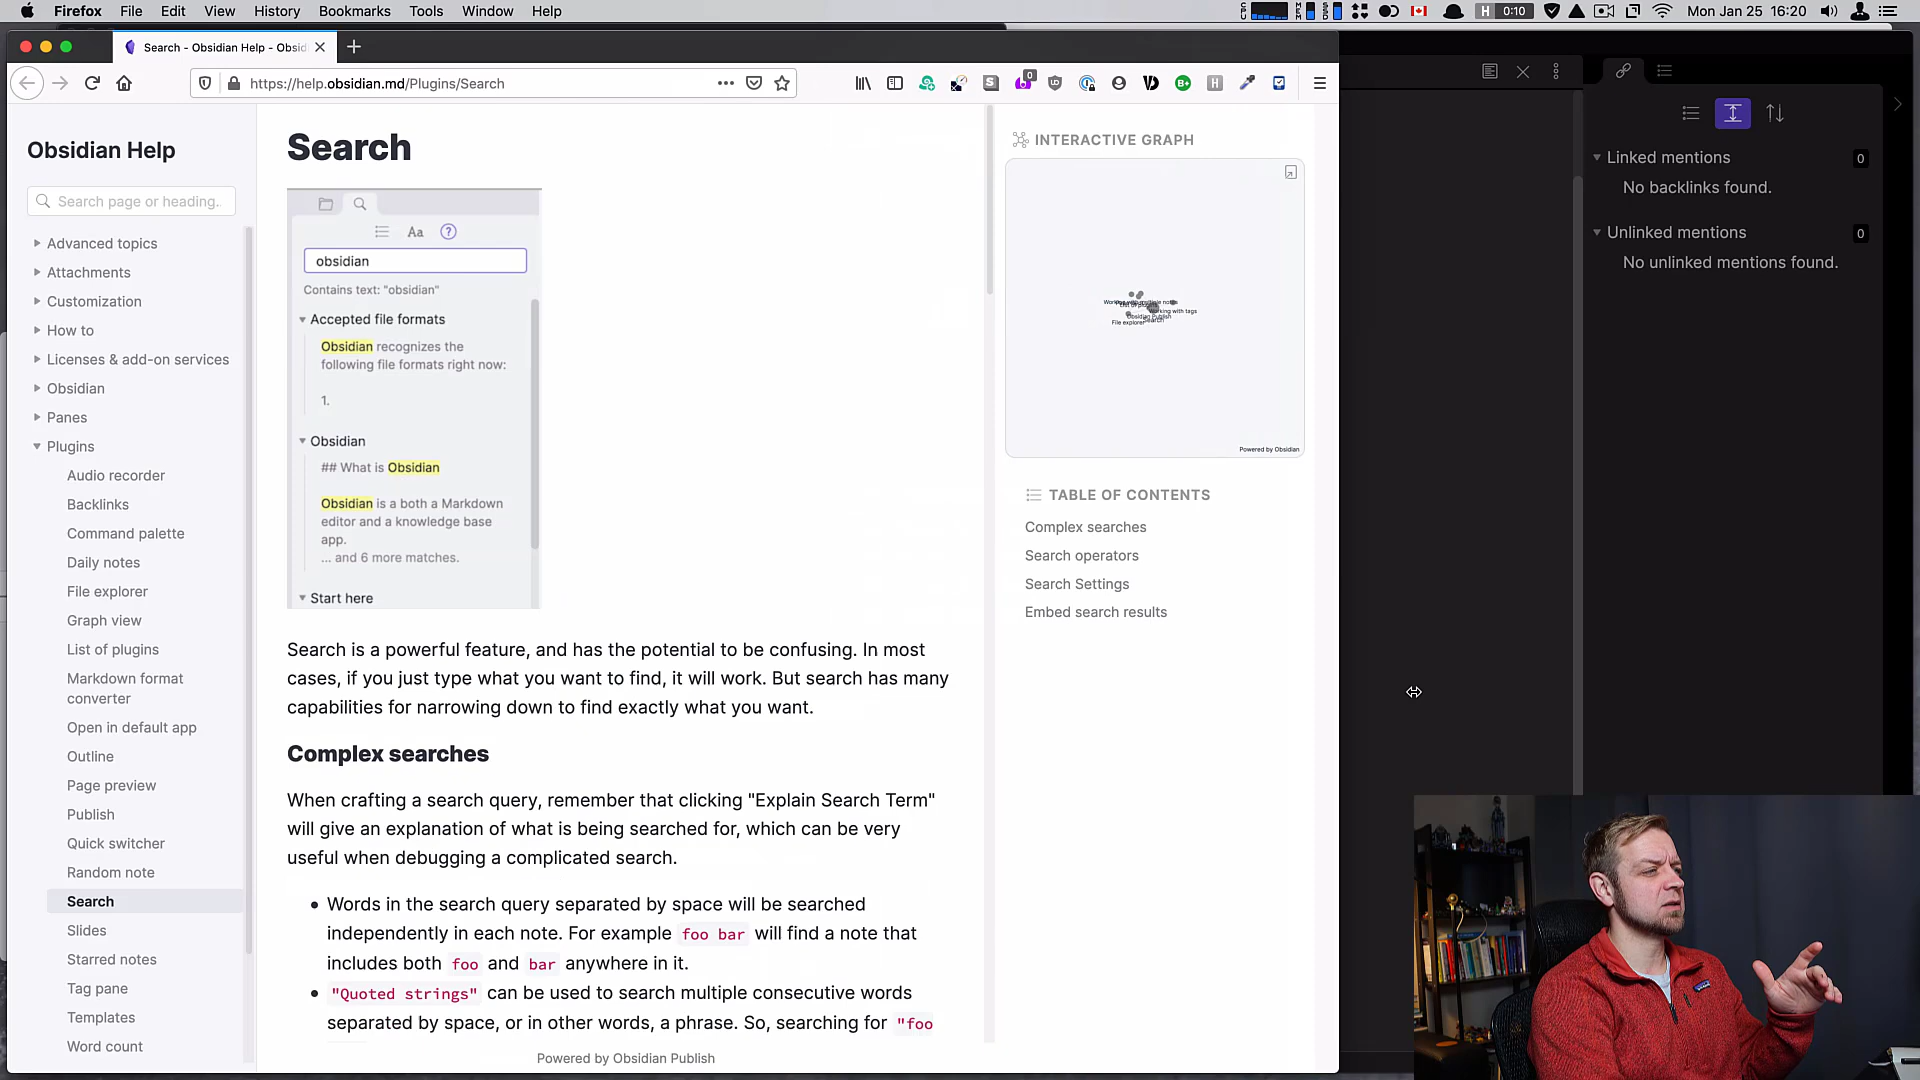 Firefox File Edit View History Bookmarks Tools Window Help
H 0:10 Mon Jan 25 16:20
Search - Obsidian Help - Obsid
https://help.obsidian.md/Plugins/Search
0
Obsidian Help
Search page or heading.
Advanced topics
Attachments
Customization
How to
Licenses & add-on services
Obsidian
Panes
Plugins
Audio recorder
Backlinks
Command palette
Daily notes
File explorer
Graph view
List of plugins
Markdown format
converter
Open in default app
Outline
Page preview
Publish
Quick switcher
Random note
Search
Slides
Starred notes
Tag pane
Templates
Word count
Search
Aa ?
obsidian
Contains text: "obsidian"
Accepted file formats
Obsidian recognizes the
following file formats right now:
1.
Obsidian
## What is Obsidian
Obsidian is a both a Markdown
editor and a knowledge base
app.
... and 6 more matches.
Start here
Search is a powerful feature, and has the potential to be confusing. In most
cases, if you just type what you want to find, it will work. But search has many
capabilities for narrowing down to find exactly what you want.
Complex searches
When crafting a search query, remember that clicking "Explain Search Term"
will give an explanation of what is being searched for, which can be very
useful when debugging a complicated search.
Words in the search query separated by space will be searched
independently in each note. For example foo bar will find a note that
includes both foo and bar anywhere in it.
"Quoted strings" can be used to search multiple consecutive words
separated by space, or in other words, a phrase. So, searching for "foo
Powered by Obsidian Publish
INTERACTIVE GRAPH
Working with tags
Obsidian Publish
File explorer
Search
Powered by Obsidian
TABLE OF CONTENTS
Complex searches
Search operators
Search Settings
Embed search results
Linked mentions 0
No backlinks found.
Unlinked mentions 0
No unlinked mentions found.